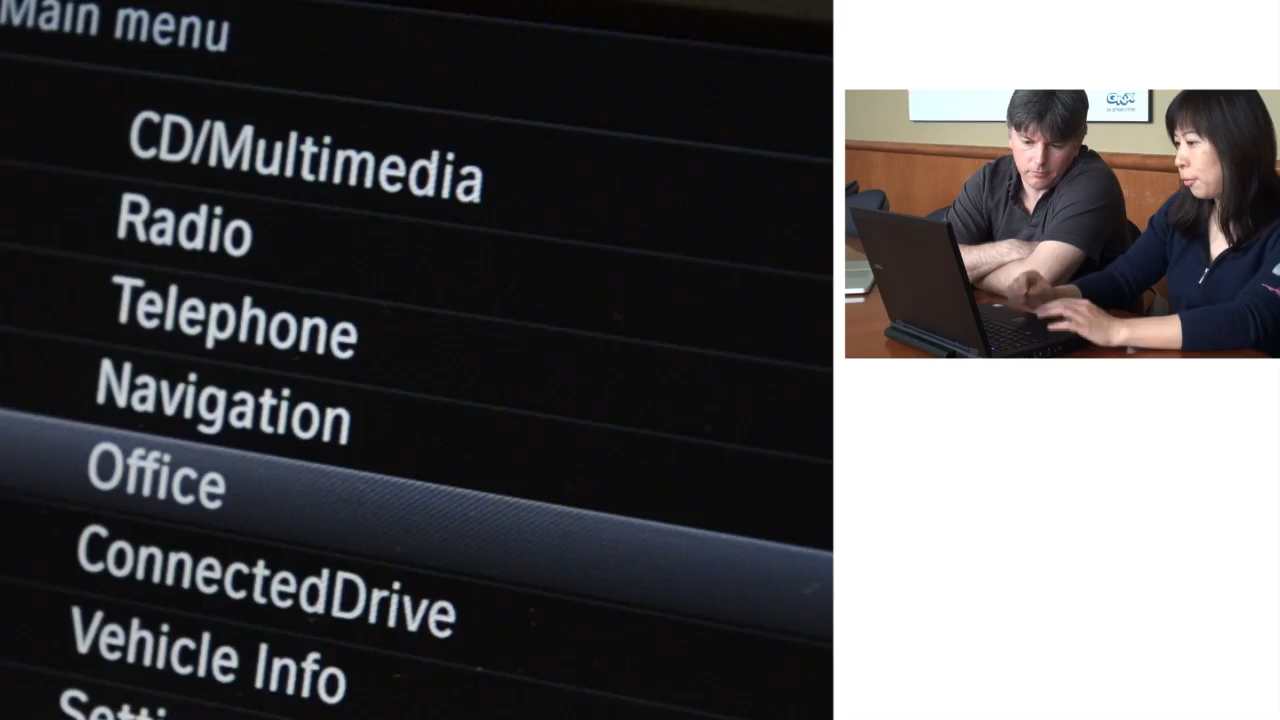 Main menu
CD/Multimedia
Radio
Telephone
Navigation
Office
ConnectedDrive
Vehicle Info